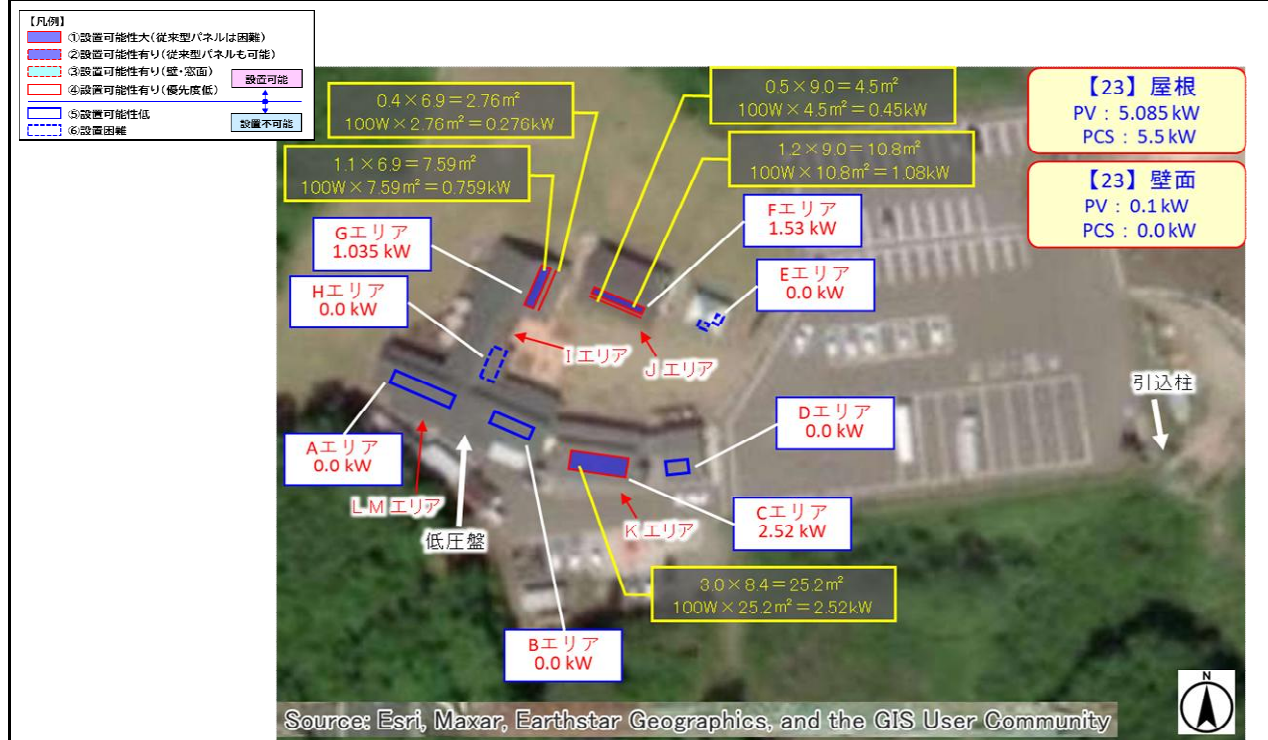 【凡例】
①設置可能性大(従来型パネルは困難)
②設置可能性有り(従来型パネルも可能)
③設置可能性有り(壁・窓面)
④設置可能性有り(優先度低)
⑤設置可能性低
⑥設置困難
設置可能
設置不可能
0.4×6.9=2.76㎡
100W×2.76㎡=0.276kW
1.1×6.9=7.59㎡
100W×7.59㎡=0.759kW
0.5×9.0=4.5㎡
100W×4.5㎡=0.45kW
1.2×9.0=10.8㎡
100W×10.8㎡=1.08kW
【23】屋根
PV : 5.085 kW
PCS : 5.5 kW
【23】壁面
PV : 0.1 kW
PCS : 0.0 kW
Gエリア
1.035 kW
Fエリア
1.53 kW
Hエリア
0.0 kW
Eエリア
0.0 kW
Iエリア
Jエリア
引込柱
Aエリア
0.0 kW
Dエリア
0.0 kW
LMエリア
低圧盤
Kエリア
Cエリア
2.52 kW
3.0×8.4=25.2㎡
100W×25.2㎡=2.52kW
Bエリア
0.0 kW
N
Source: Esri, Maxar, Earthstar Geographics, and the GIS User Community